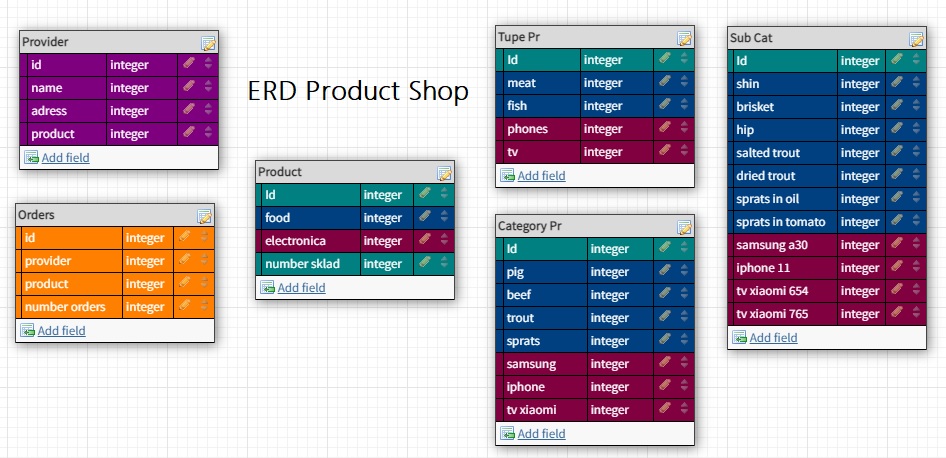 Provider
id integer
name integer
adress integer
product integer
Add field
Orders
id integer
provider integer
product integer
number orders integer
Add field
ERD Product Shop
Product
Id integer
food integer
electronica integer
number sklad integer
Add field
Tupe Pr
Id integer
meat integer
fish integer
phones integer
tv integer
Add field
Category Pr
Id integer
pig integer
beef integer
trout integer
sprats integer
samsung integer
iphone integer
tv xiaomi integer
Add field
Sub Cat
Id integer
shin integer
brisket integer
hip integer
salted trout integer
dried trout integer
sprats in oil integer
sprats in tomato integer
samsung a30 integer
iphone 11 integer
tv xiaomi 654 integer
tv xiaomi 765 integer
Add field